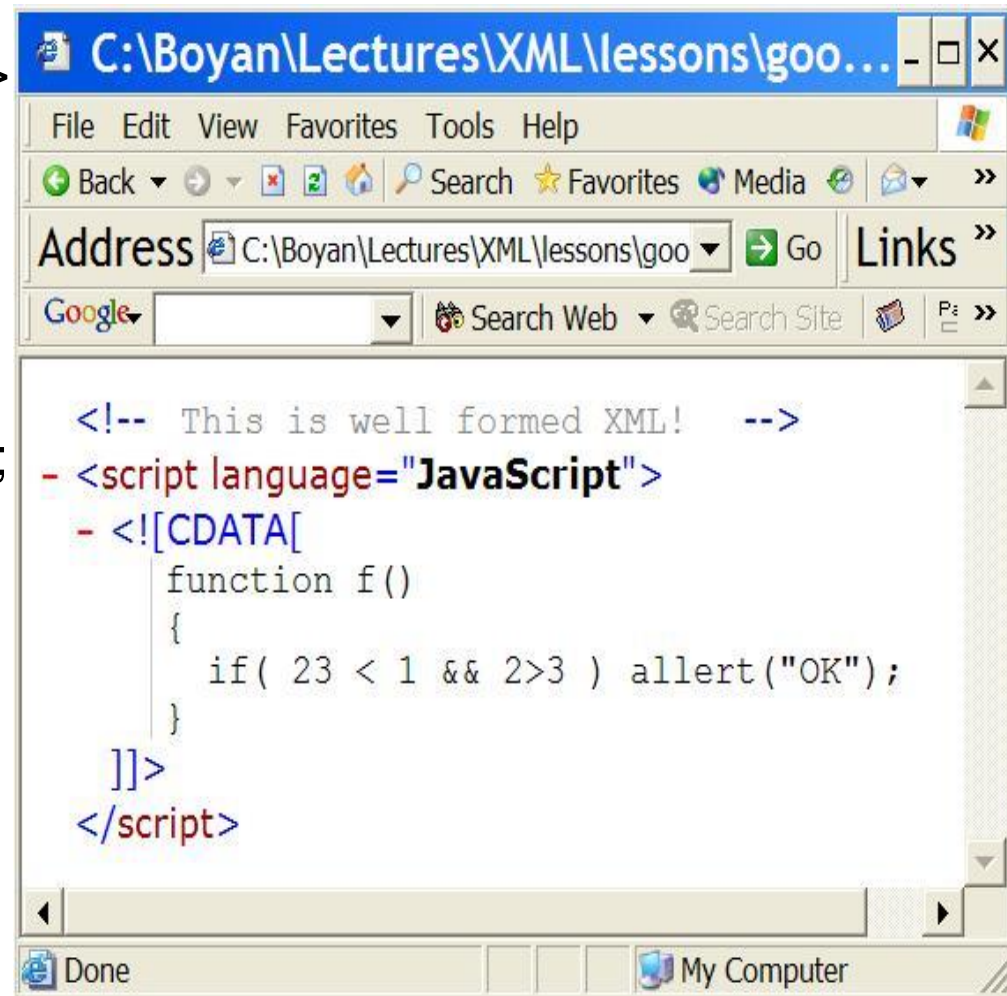 C:\Boyan\Lectures\XML\lessons\goo...
File Edit View Favorites Tools Help
Back Search Favorites Media »
Address C:\Boyan\Lectures\XML\lessons\goo Go Links »
Google Search Web Search Site »
<!-- This is well formed XML! -->
- <script language="JavaScript">
- <![CDATA[
function f()
{
if( 23 < 1 && 2>3 ) allert("OK");
}
]]>
</script>
Done My Computer